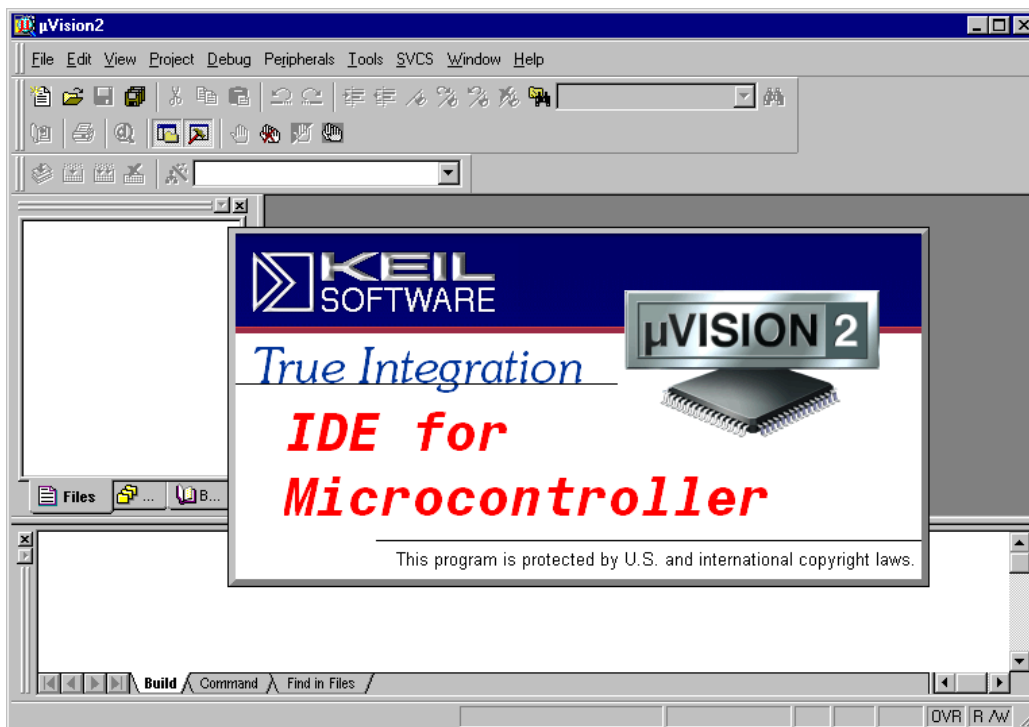 µVision2
File Edit View Project Debug Peripherals Tools SVCS Window Help
KEIL
SOFTWARE
µVISION 2
True Integration
IDE for
Microcontroller
This program is protected by U.S. and international copyright laws.
Files ... B...
Build Command Find in Files
OVR R/W